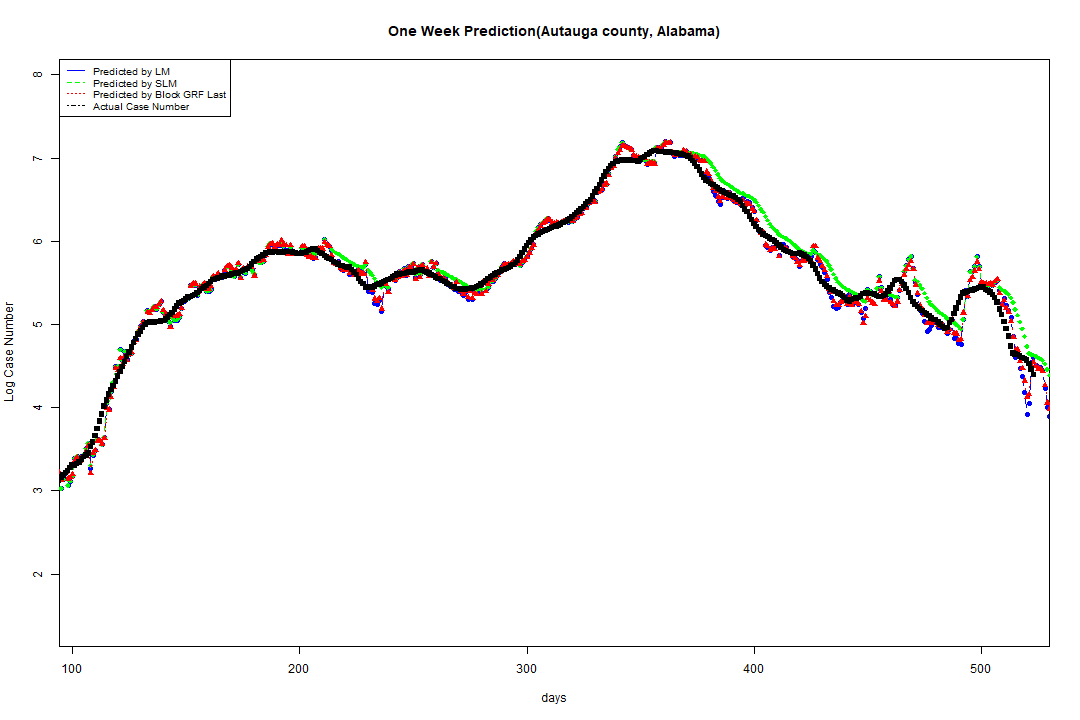 One Week Prediction(Autauga county, Alabama)
Predicted by LM
Predicted by SLM
Predicted by Block GRF Last
Actual Case Number
8
7
6
5
4
3
2
Log Case Number
100 200 300 400 500
days